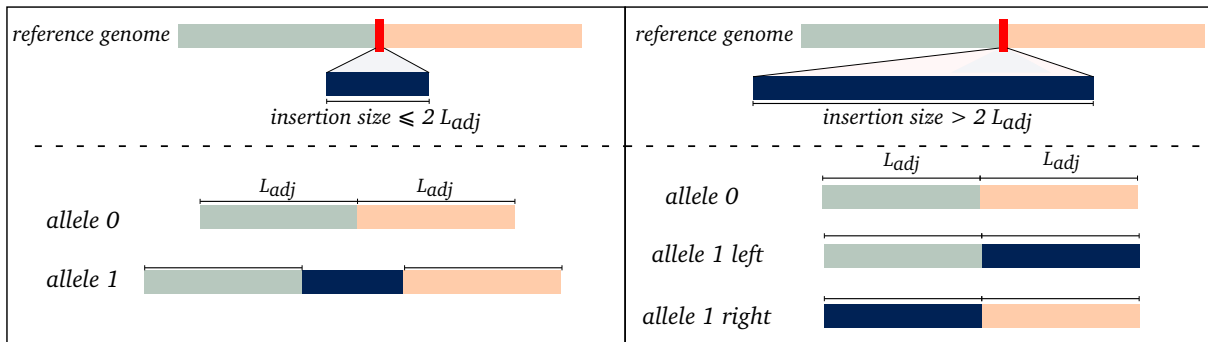 reference genome
insertion size ⩽ 2 L_adj
L_adj L_adj
allele 0
allele 1
reference genome
insertion size > 2 L_adj
L_adj L_adj
allele 0
allele 1 left
allele 1 right